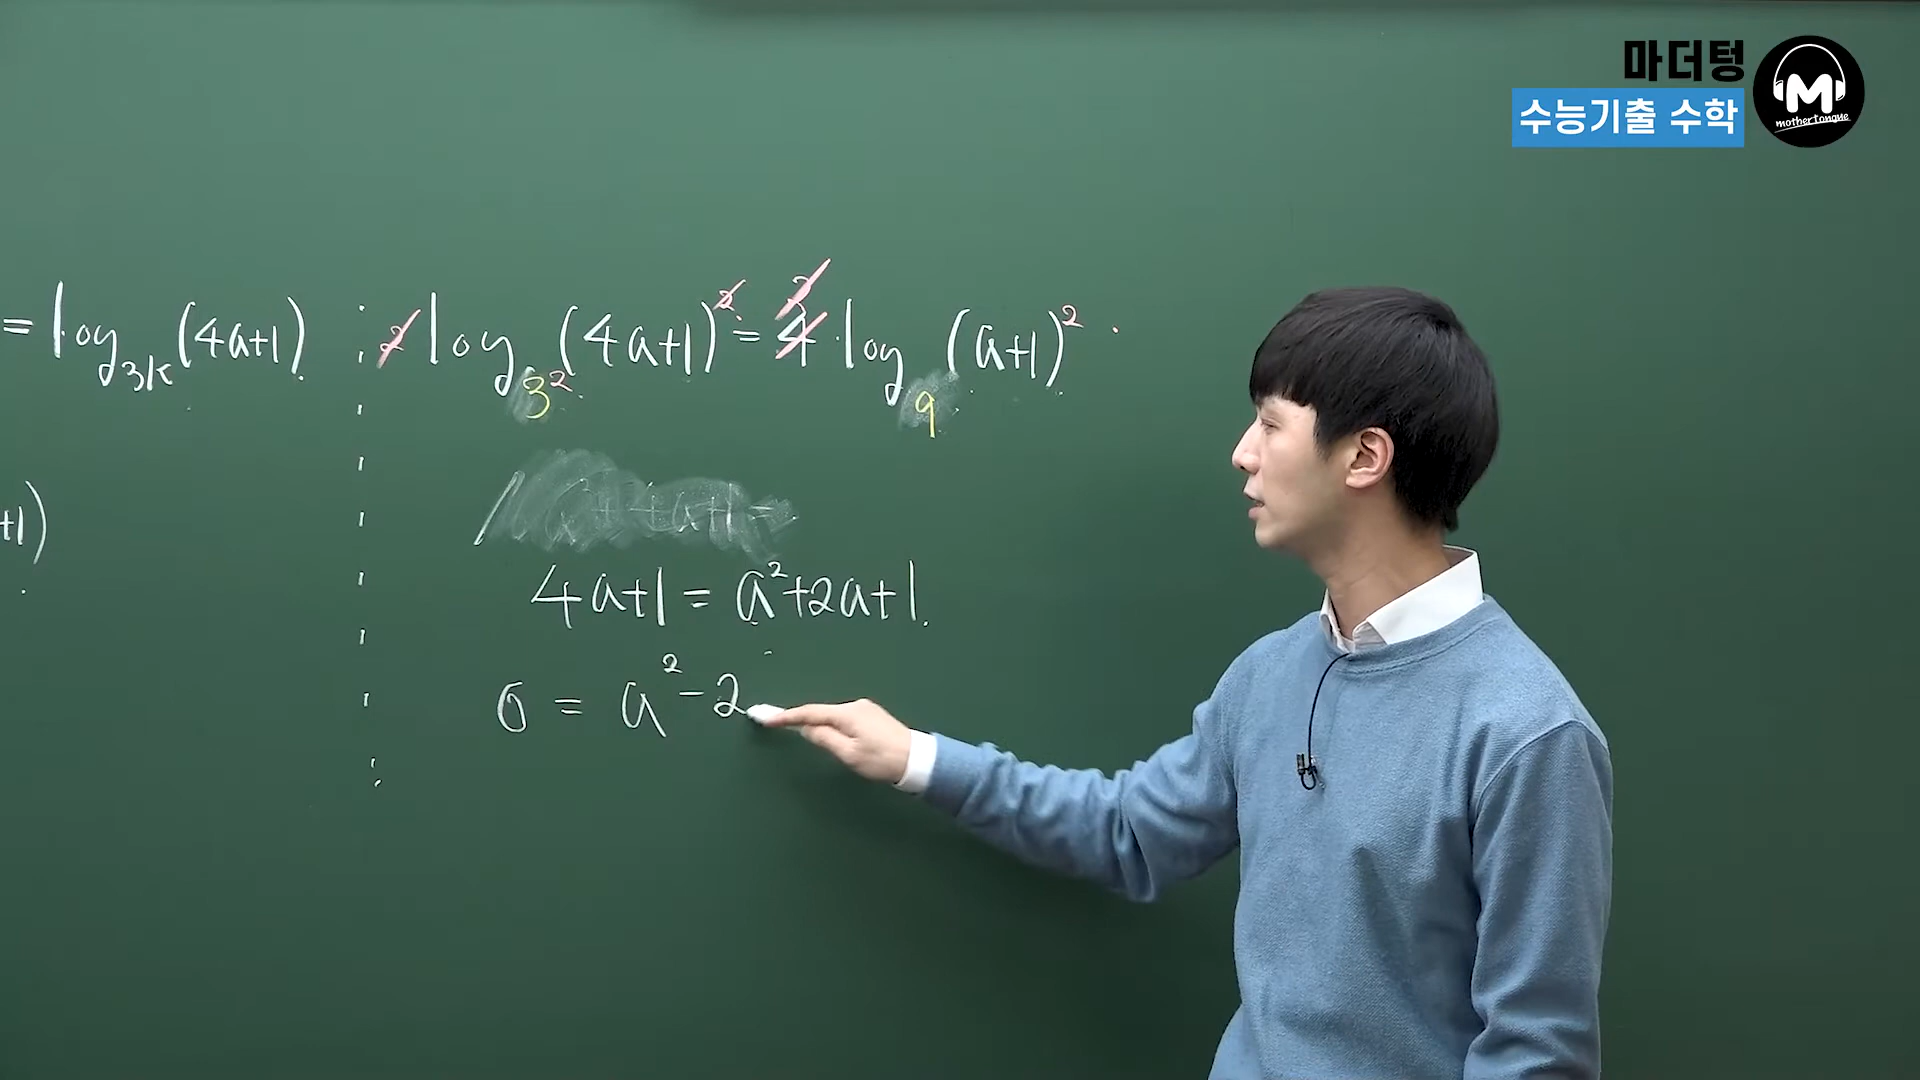 마더텅
수능기출 수학
M
mothertongue
= log₃ₖ(4a+1)
2 log₃²(4a+1)² = 4 2 · log₉(a+1)²
+1)
4a+1 = a²+2a+1
0 = a²-2